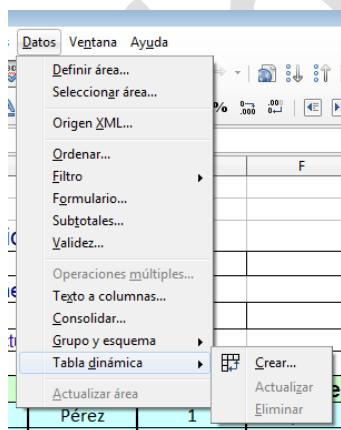 Datos Ventana Ayuda
Definir área...
Seleccionar área...
Origen XML...
Ordenar...
Filtro
Formulario...
Subtotales...
Validez...
Operaciones múltiples...
Texto a columnas...
Consolidar...
Grupo y esquema
Tabla dinámica
Crear...
Actualizar
Eliminar
Actualizar área
F
Pérez 1